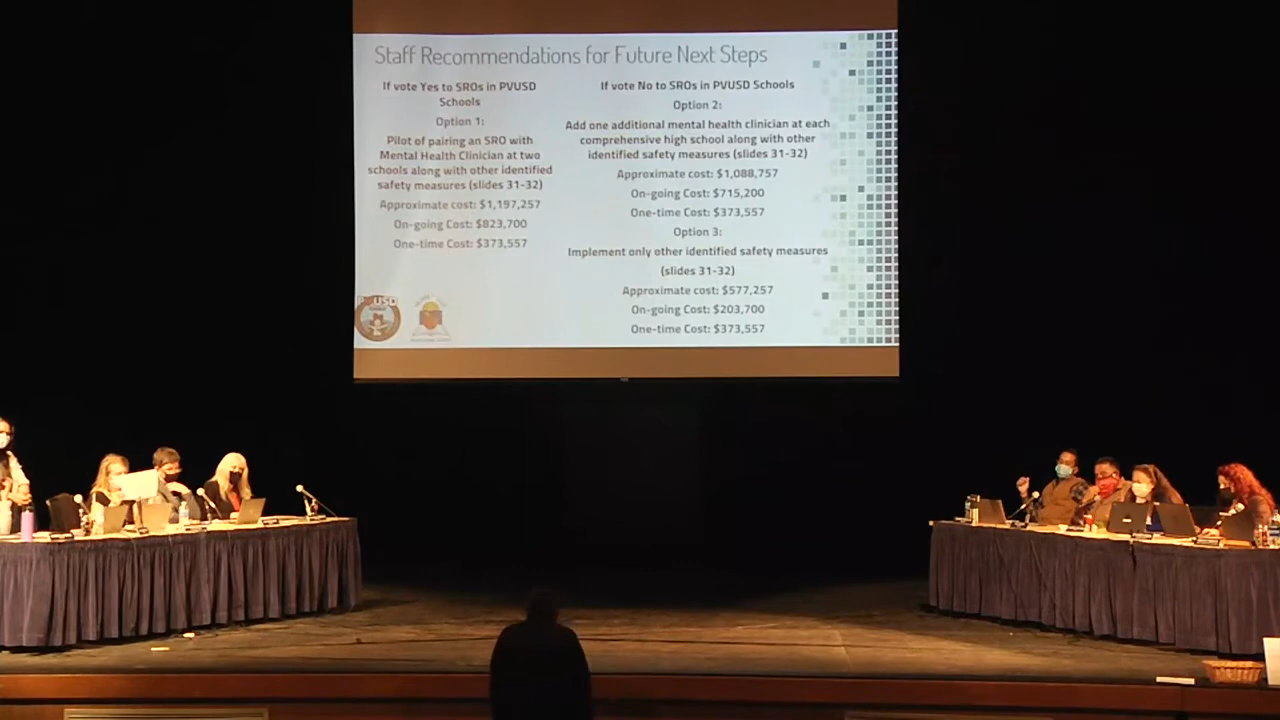 Staff Recommendations for Future Next Steps
If vote Yes to SROs in PVUSD
Schools
Option 1:
Pilot of pairing an SRO with
Mental Health Clinician at two
schools along with other identified
safety measures (slides 31-32)
Approximate cost: $1,197,257
On-going Cost: $823,700
One-time Cost: $373,557
If vote No to SROs in PVUSD Schools
Option 2:
Add one additional mental health clinician at each
comprehensive high school along with other
identified safety measures (slides 31-32)
Approximate cost: $1,088,757
On-going Cost: $715,200
One-time Cost: $373,557
Option 3:
Implement only other identified safety measures
(slides 31-32)
Approximate cost: $577,257
On-going Cost: $203,700
One-time Cost: $373,557
PVUSD